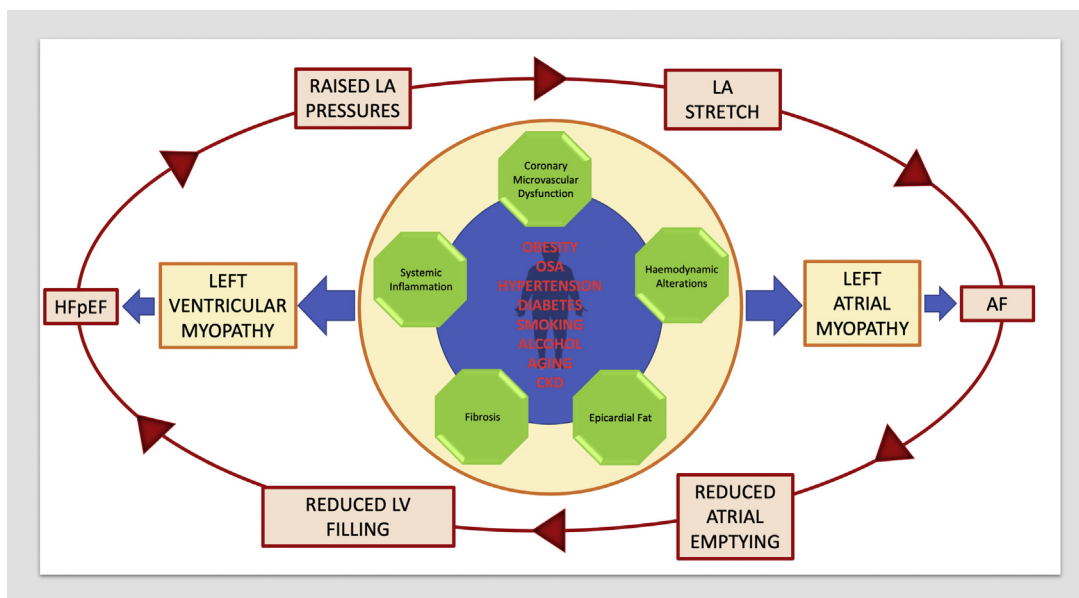 RAISED LA
PRESSURES
LA
STRETCH
Coronary
Microvascular
Dysfunction
Systemic
Inflammation
Haemodynamic
Alterations
OBESITY
OSA
HYPERTENSION
DIABETES
SMOKING
ALCOHOL
AGING
CKD
HFpEF
LEFT
VENTRICULAR
MYOPATHY
LEFT
ATRIAL
MYOPATHY
AF
Fibrosis
Epicardial Fat
REDUCED LV
FILLING
REDUCED
ATRIAL
EMPTYING